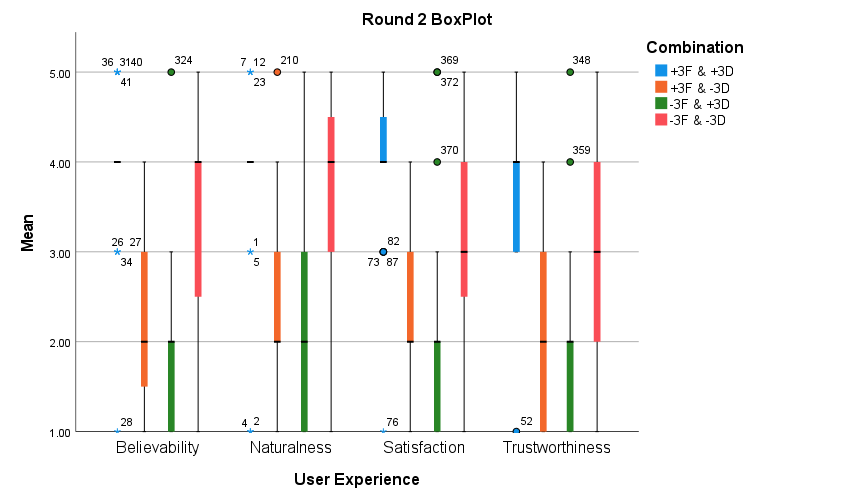 Round 2 BoxPlot
Combination
+3F & +3D
+3F & -3D
-3F & +3D
-3F & -3D
Mean
5.00
4.00
3.00
2.00
1.00
36 3140
41
324
7 12
23
210
369
372
348
370
359
26 27
34
1
5
82
73 87
28
4 2
76
52
Believability
Naturalness
Satisfaction
Trustworthiness
User Experience